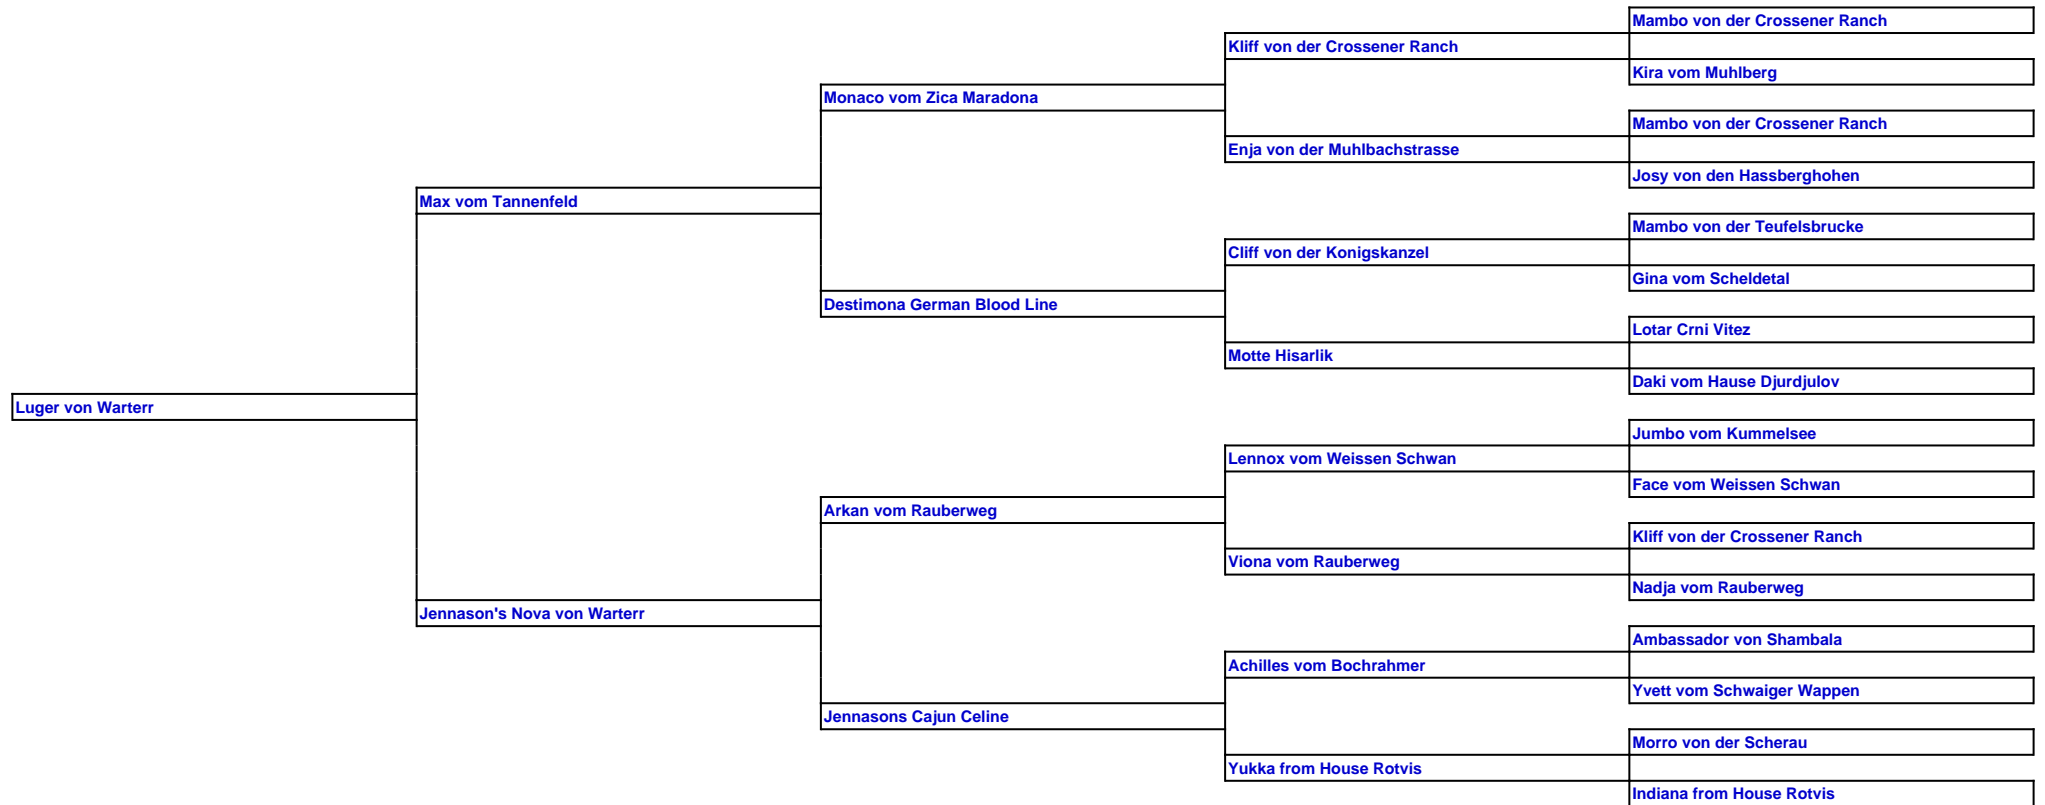 Mambo von der Crossener Ranch
Kliff von der Crossener Ranch
Kira vom Muhlberg
Monaco vom Zica Maradona
Mambo von der Crossener Ranch
Enja von der Muhlbachstrasse
Josy von den Hassberghohen
Max vom Tannenfeld
Mambo von der Teufelsbrucke
Cliff von der Konigskanzel
Gina vom Scheldetal
Destimona German Blood Line
Lotar Crni Vitez
Motte Hisarlik
Daki vom Hause Djurdjulov
Luger von Warterr
Jumbo vom Kummelsee
Lennox vom Weissen Schwan
Face vom Weissen Schwan
Arkan vom Rauberweg
Kliff von der Crossener Ranch
Viona vom Rauberweg
Nadja vom Rauberweg
Jennason's Nova von Warterr
Ambassador von Shambala
Achilles vom Bochrahmer
Yvett vom Schwaiger Wappen
Jennasons Cajun Celine
Morro von der Scherau
Yukka from House Rotvis
Indiana from House Rotvis